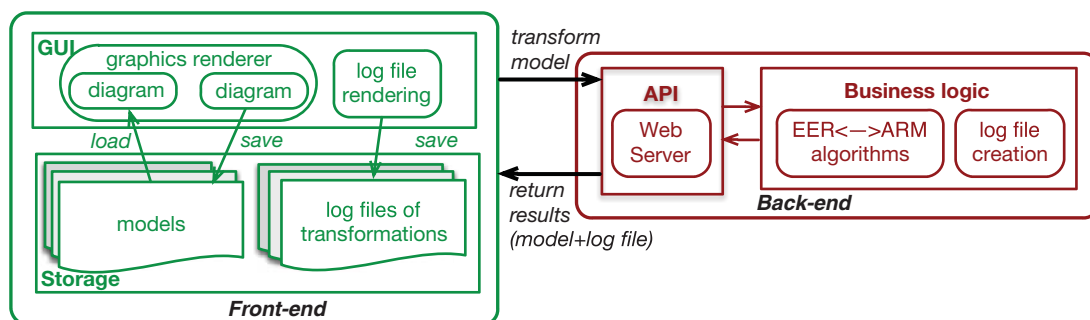 GUI
graphics renderer
diagram
diagram
log file
rendering
load
save
save
models
log files of
transformations
Storage
Front-end
transform
model
return
results
(model+log file)
API
Web
Server
Business logic
EER<—>ARM
algorithms
log file
creation
Back-end